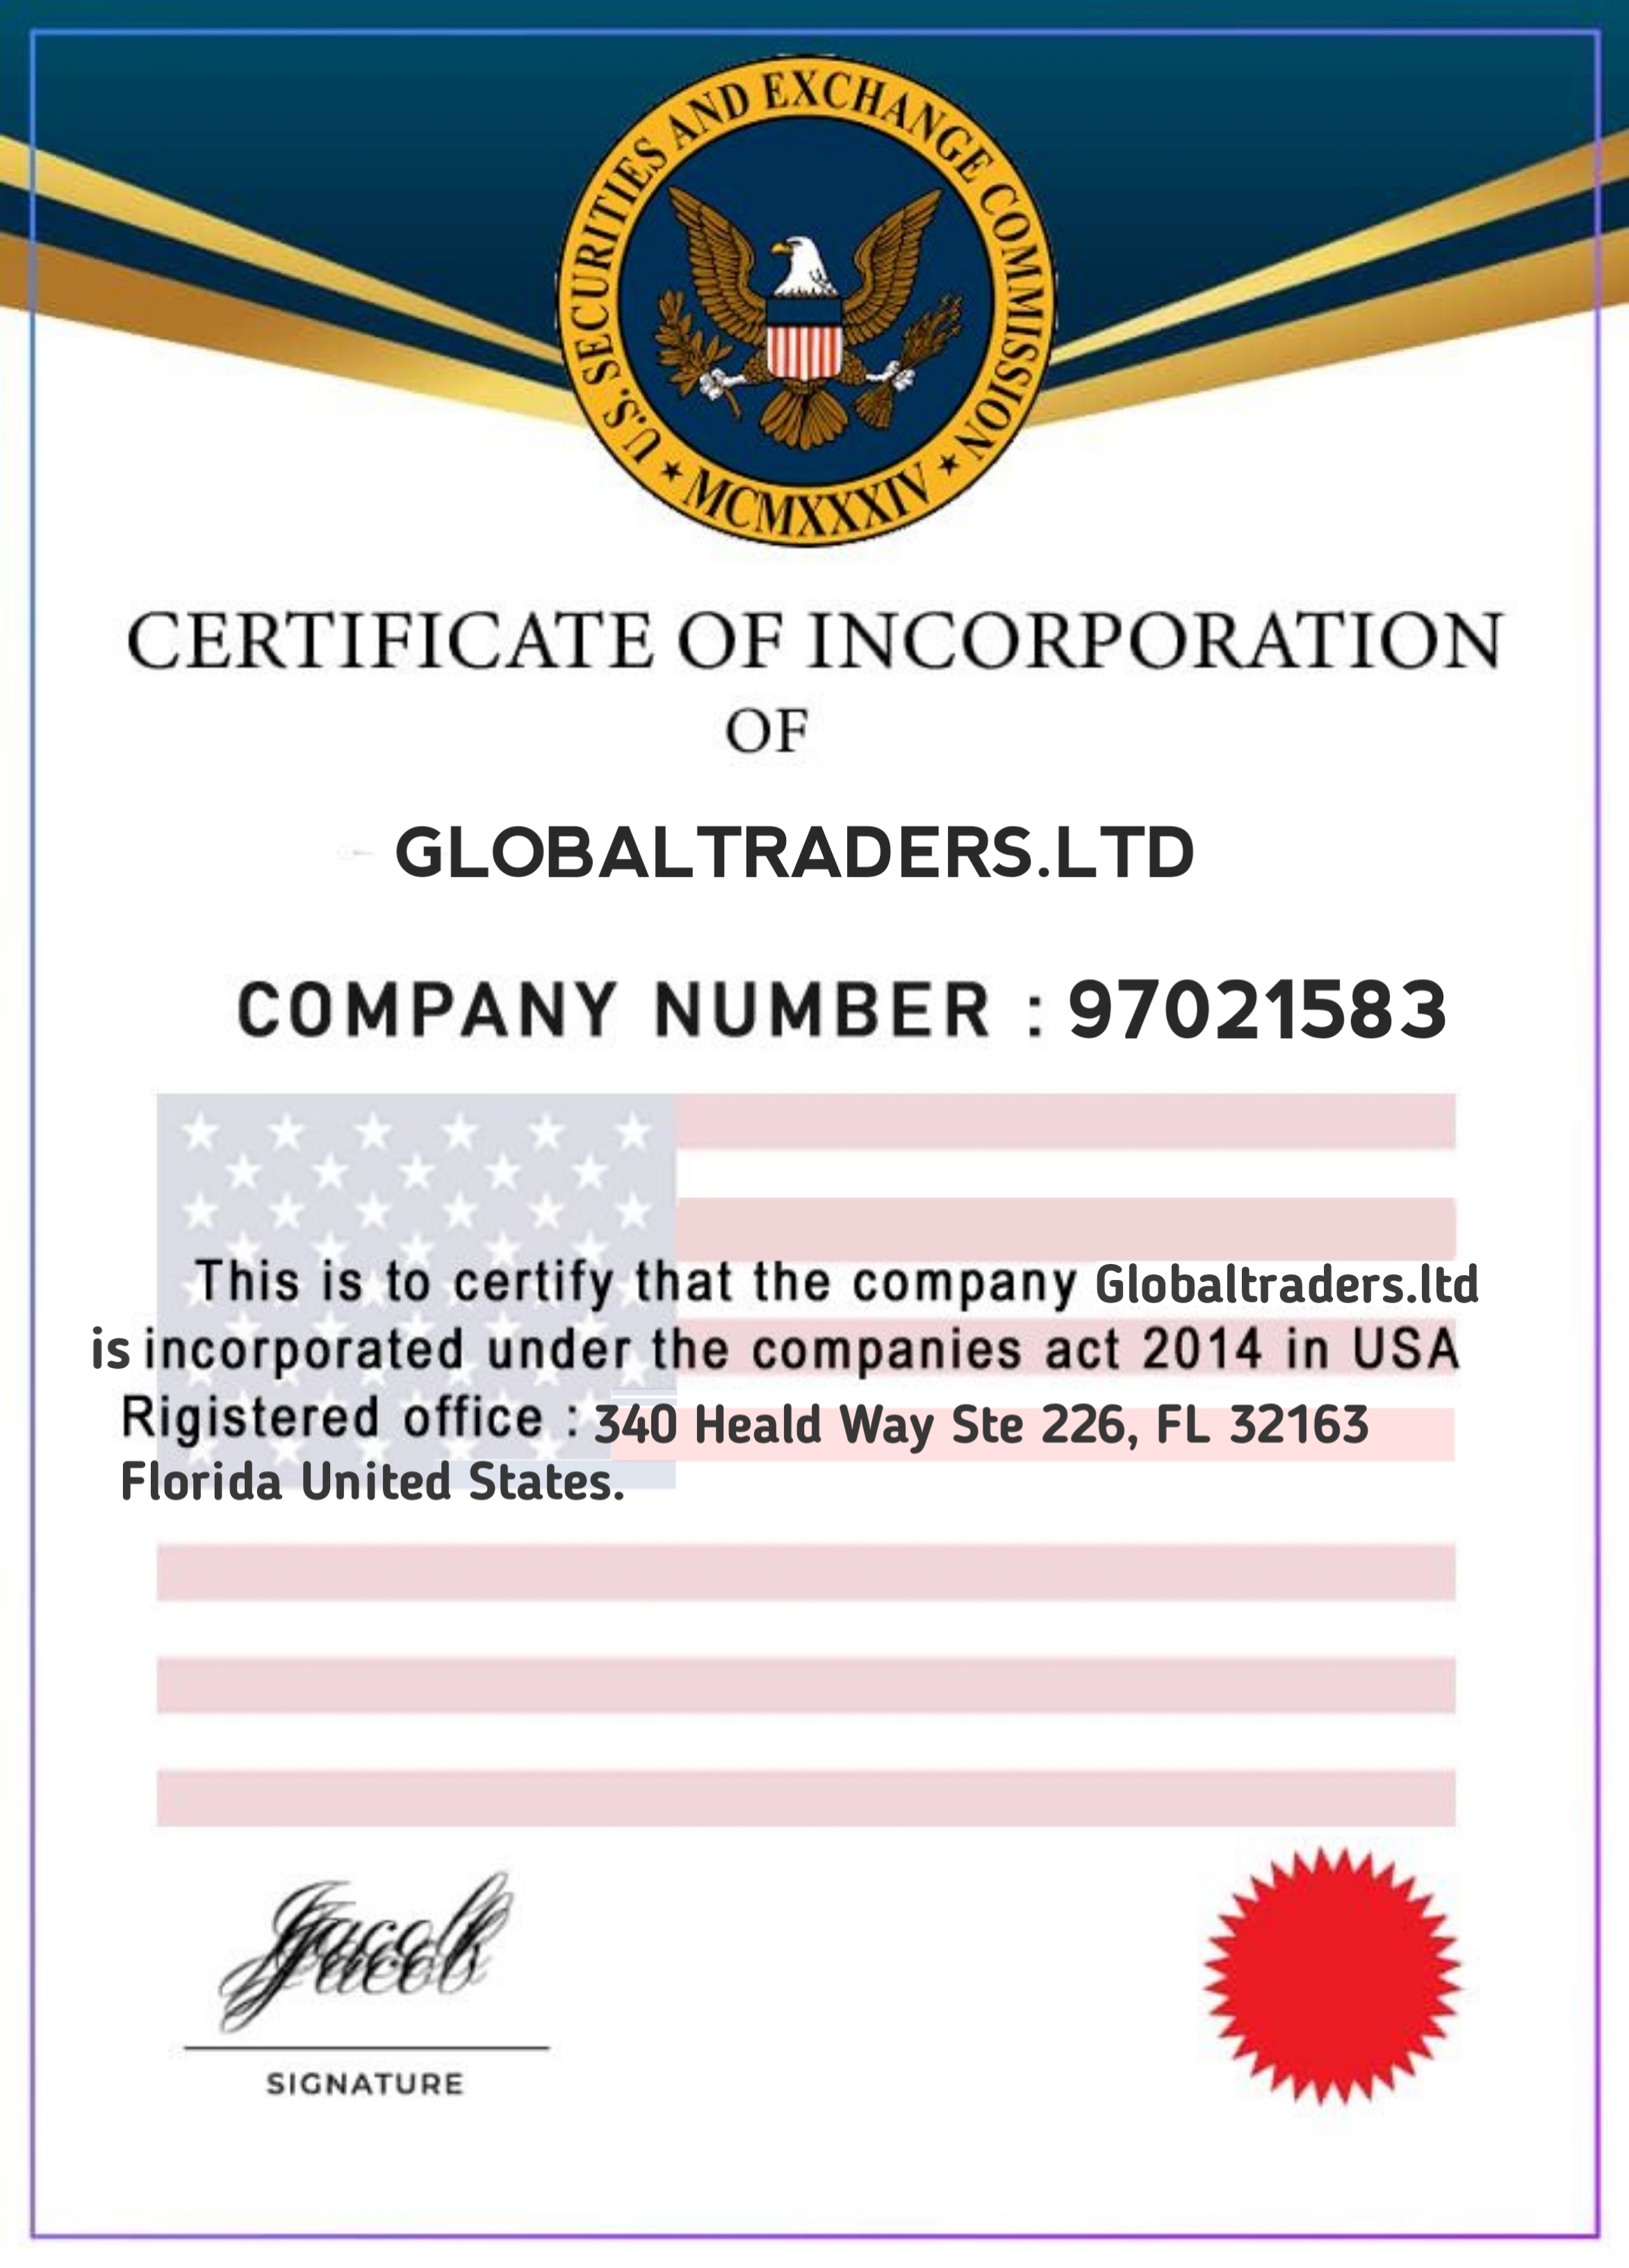 U.S. SECURITIES AND EXCHANGE COMMISSION
MCMXXXIV
CERTIFICATE OF INCORPORATION
OF
GLOBALTRADERS.LTD
COMPANY NUMBER : 97021583
This is to certify that the company Globaltraders.ltd
is incorporated under the companies act 2014 in USA
Rigistered office : 340 Heald Way Ste 226, FL 32163
Florida United States.
Jacob
SIGNATURE